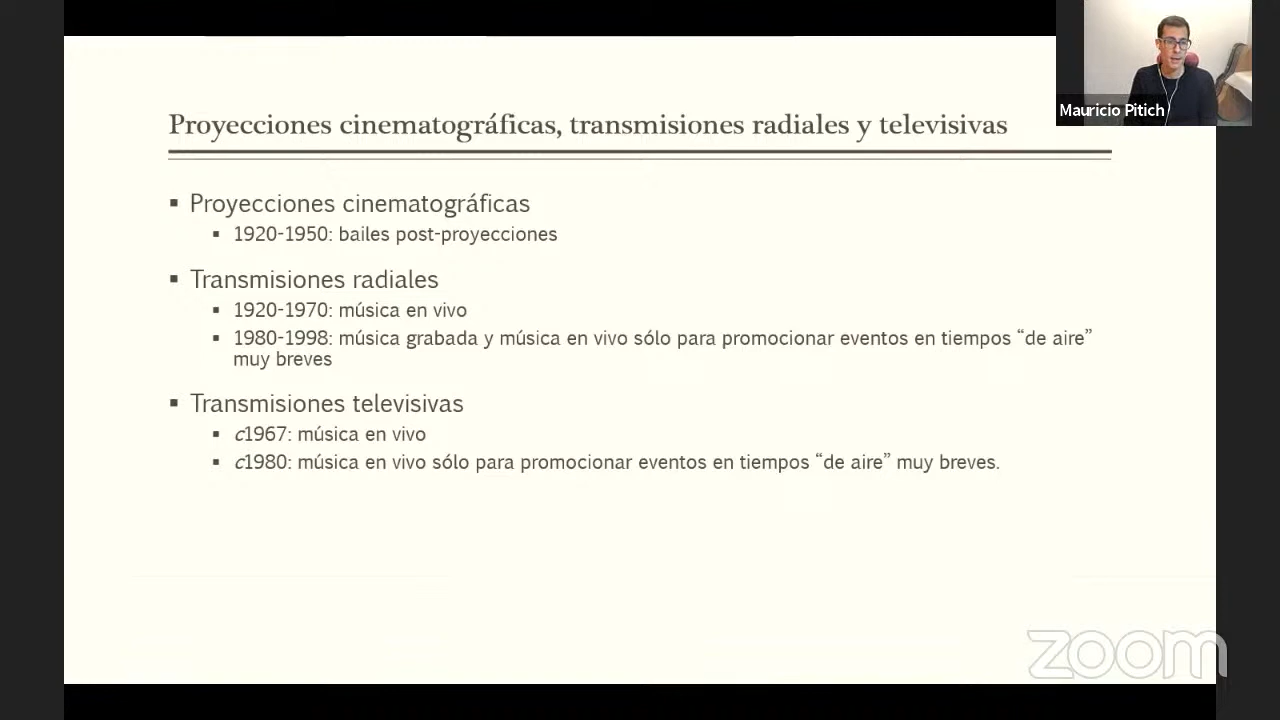 Mauricio Pitich
Proyecciones cinematográficas, transmisiones radiales y televisivas
▪ Proyecciones cinematográficas
▪ 1920-1950: bailes post-proyecciones
▪ Transmisiones radiales
▪ 1920-1970: música en vivo
▪ 1980-1998: música grabada y música en vivo sólo para promocionar eventos en tiempos “de aire”
muy breves
▪ Transmisiones televisivas
▪ c1967: música en vivo
▪ c1980: música en vivo sólo para promocionar eventos en tiempos “de aire” muy breves.
zoom